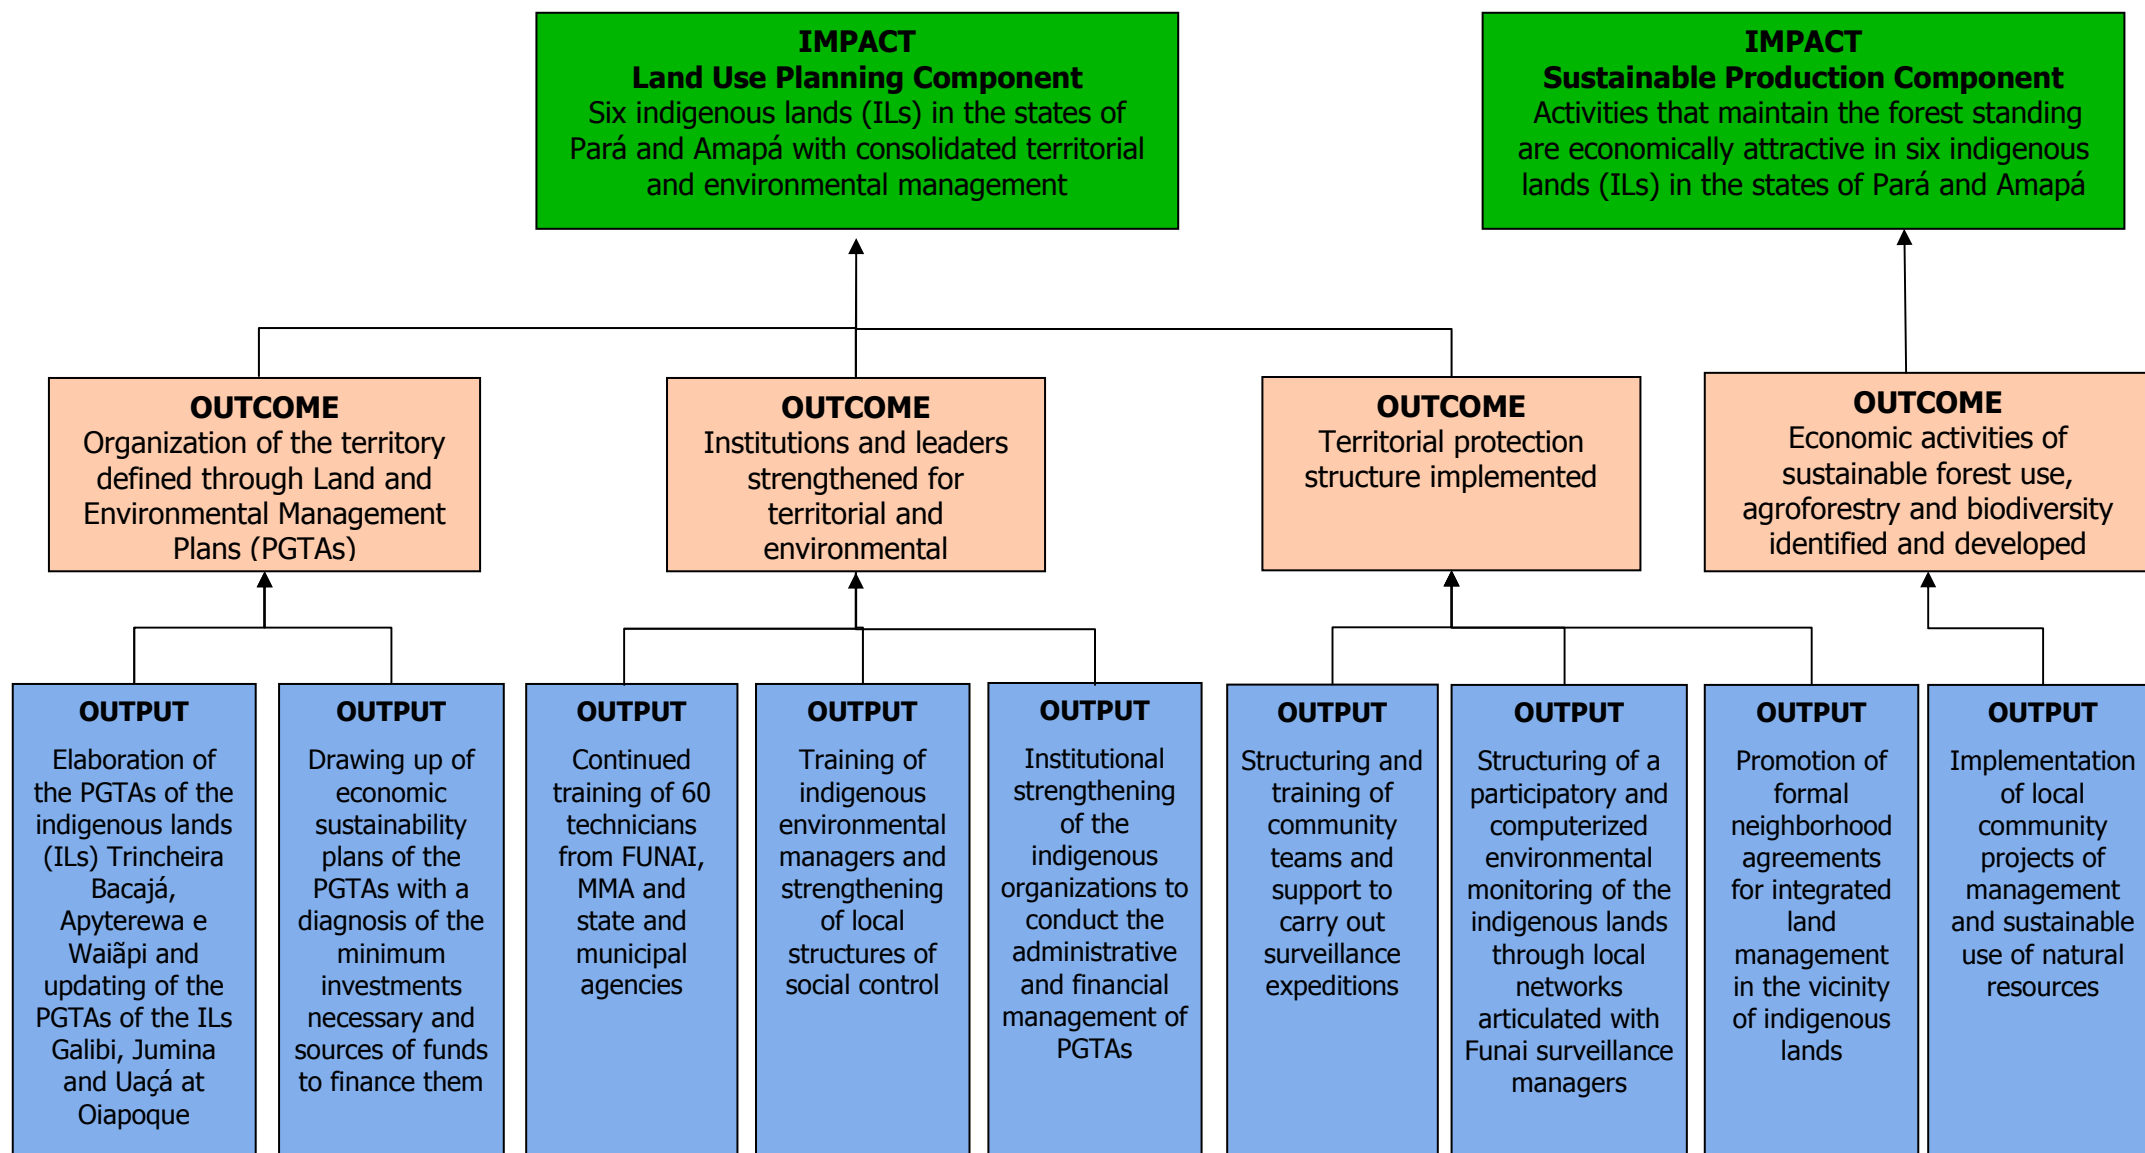 IMPACT
Land Use Planning Component
Six indigenous lands (ILs) in the states of
Pará and Amapá with consolidated territorial
and environmental management
IMPACT
Sustainable Production Component
Activities that maintain the forest standing
are economically attractive in six indigenous
lands (ILs) in the states of Pará and Amapá
OUTCOME
Organization of the territory
defined through Land and
Environmental Management
Plans (PGTAs)
OUTCOME
Institutions and leaders
strengthened for
territorial and
environmental
OUTCOME
Territorial protection
structure implemented
OUTCOME
Economic activities of
sustainable forest use,
agroforestry and biodiversity
identified and developed
OUTPUT
Elaboration of
the PGTAs of the
indigenous lands
(ILs) Trincheira
Bacajá,
Apyterewa e
Waiãpi and
updating of the
PGTAs of the ILs
Galibi, Jumina
and Uaçá at
Oiapoque
OUTPUT
Drawing up of
economic
sustainability
plans of the
PGTAs with a
diagnosis of the
minimum
investments
necessary and
sources of funds
to finance them
OUTPUT
Continued
training of 60
technicians
from FUNAI,
MMA and
state and
municipal
agencies
OUTPUT
Training of
indigenous
environmental
managers and
strengthening
of local
structures of
social control
OUTPUT
Institutional
strengthening
of the
indigenous
organizations to
conduct the
administrative
and financial
management of
PGTAs
OUTPUT
Structuring and
training of
community
teams and
support to
carry out
surveillance
expeditions
OUTPUT
Structuring of a
participatory and
computerized
environmental
monitoring of the
indigenous lands
through local
networks
articulated with
Funai surveillance
managers
OUTPUT
Promotion of
formal
neighborhood
agreements
for integrated
land
management
in the vicinity
of indigenous
lands
OUTPUT
Implementation
of local
community
projects of
management
and sustainable
use of natural
resources